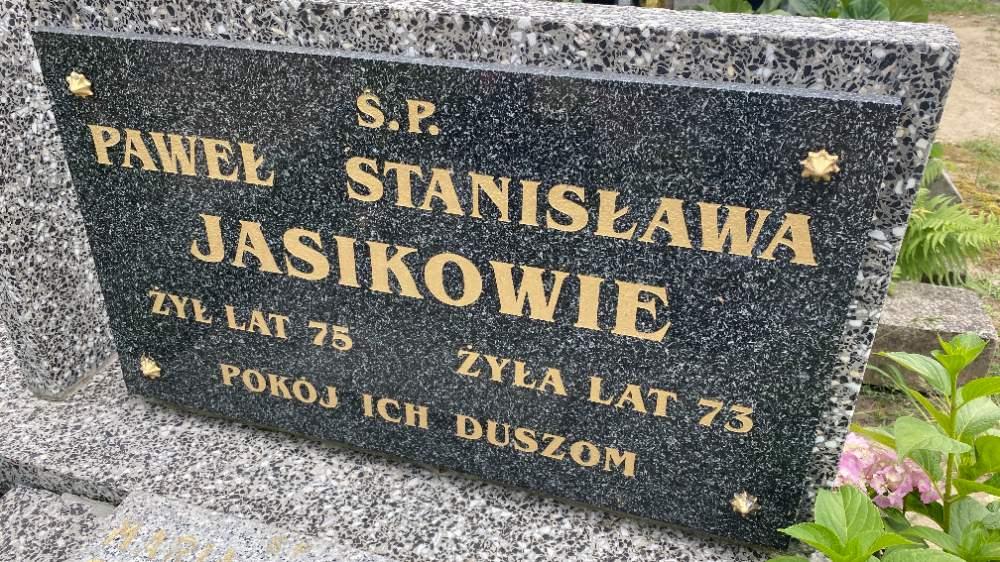 Ś.P.
PAWEŁ STANISŁAWA
JASIKOWIE
ŻYŁ LAT 75 ŻYŁA LAT 73
POKÓJ ICH DUSZOM